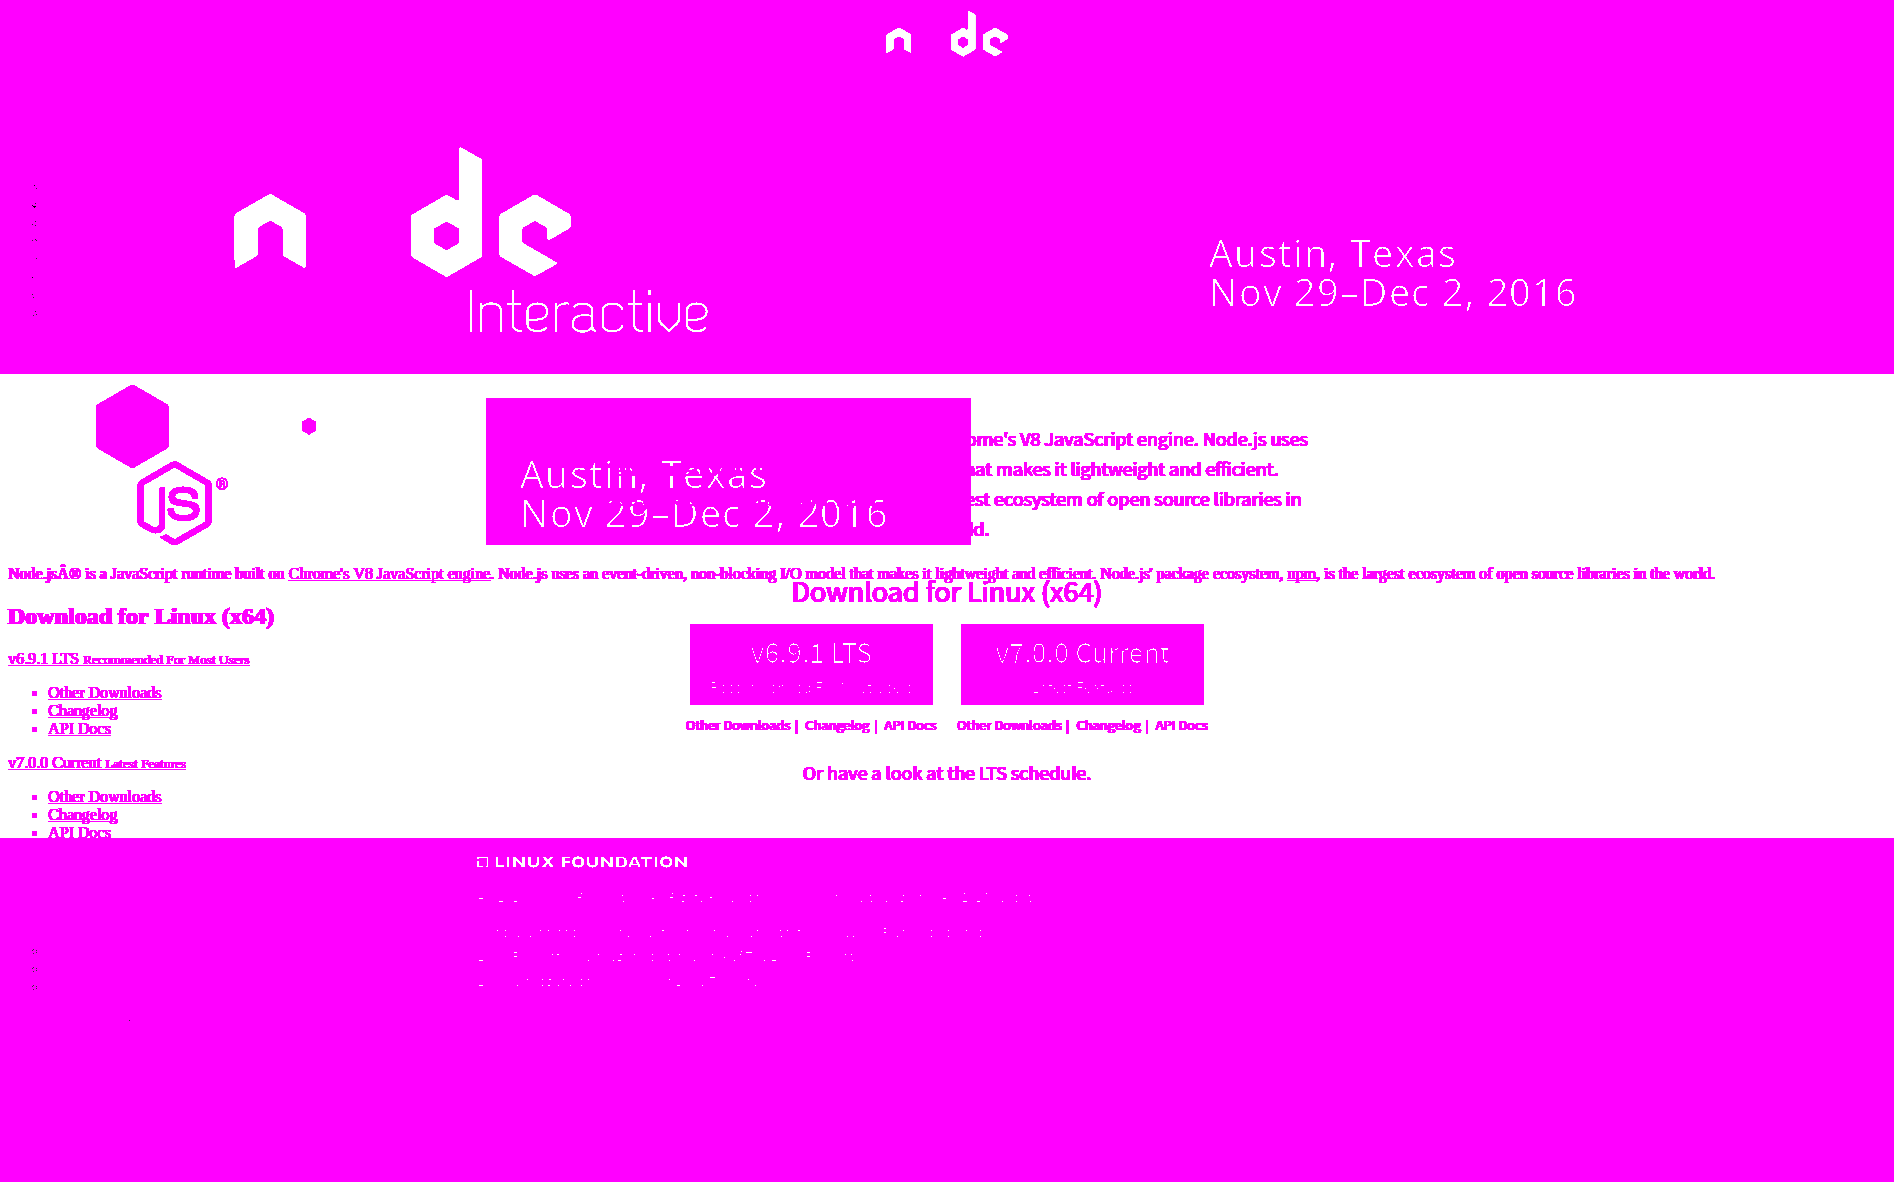 n de
n de
Interactive
Austin, Texas
Nov 29–Dec 2, 2016
JS®
Austin, Texas
Nov 29–Dec 2, 2016
ome's V8 JavaScript engine. Node.js uses
at makes it lightweight and efficient.
est ecosystem of open source libraries in
ld.
Node.jsÂ® is a JavaScript runtime built on Chrome's V8 JavaScript engine. Node.js uses an event-driven, non-blocking I/O model that makes it lightweight and efficient. Node.js' package ecosystem, npm, is the largest ecosystem of open source libraries in the world.
Download for Linux (x64)
Download for Linux (x64)
v6.9.1 LTS
v7.0.0 Current
v6.9.1 LTS Recommended For Most Users
Other Downloads
Changelog
API Docs
Other Downloads | Changelog | API Docs
Other Downloads | Changelog | API Docs
v7.0.0 Current Latest Features
Or have a look at the LTS schedule.
Other Downloads
Changelog
API Docs
LINUX FOUNDATION